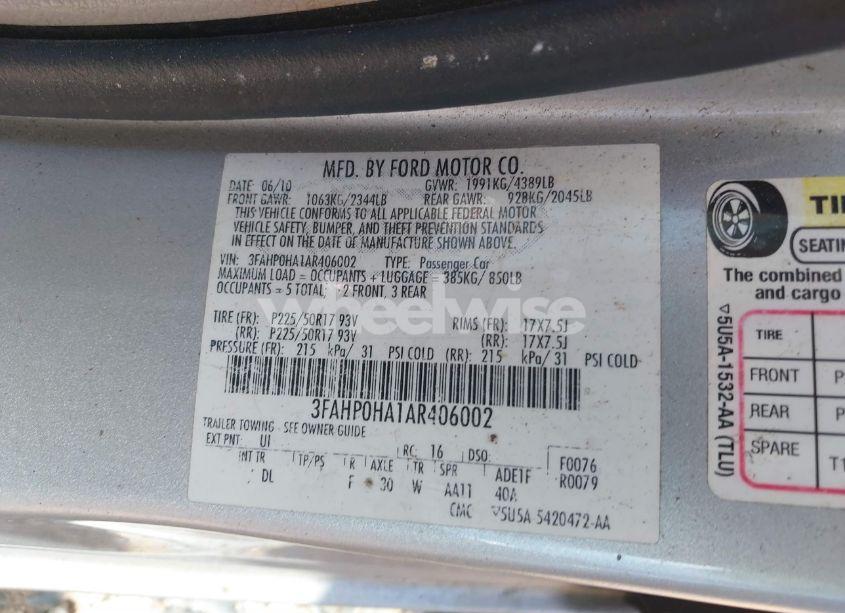 MFD. BY FORD MOTOR CO.
DATE: 06/10 GVWR: 1991KG/4389LB
FRONT GAWR: 1063KG/2344LB REAR GAWR: 928KG/2045LB
THIS VEHICLE CONFORMS TO ALL APPLICABLE FEDERAL MOTOR
VEHICLE SAFETY, BUMPER, AND THEFT PREVENTION STANDARDS
IN EFFECT ON THE DATE OF MANUFACTURE SHOWN ABOVE.
VIN: 3FAHP0HA1AR406002 TYPE: Passenger Car
MAXIMUM LOAD = OCCUPANTS + LUGGAGE = 385KG/ 850LB
OCCUPANTS = 5 TOTAL: 2 FRONT, 3 REAR
wheelwise
TIRE (FR): P225/50R17 93V RIMS (FR): 17X7.5J
(RR): P225/50R17 93V (RR): 17X7.5J
PRESSURE (FR): 215 kPa/ 31 PSI COLD (RR): 215 kPa/ 31 PSI COLD
3FAHP0HA1AR406002
TRAILER TOWING - SEE OWNER GUIDE
EXT PNT: UI RC: 16 DSO: F0076
INT TR TP/PS R AXLE TR SPR ADE1F R0079
DL F 30 W AA11 40A
CMC ▽5U5A 5420472-AA
TI
SEATIN
The combined
and cargo
TIRE
FRONT P
REAR P
SPARE T1
▽5U5A-1532-AA (TLU)